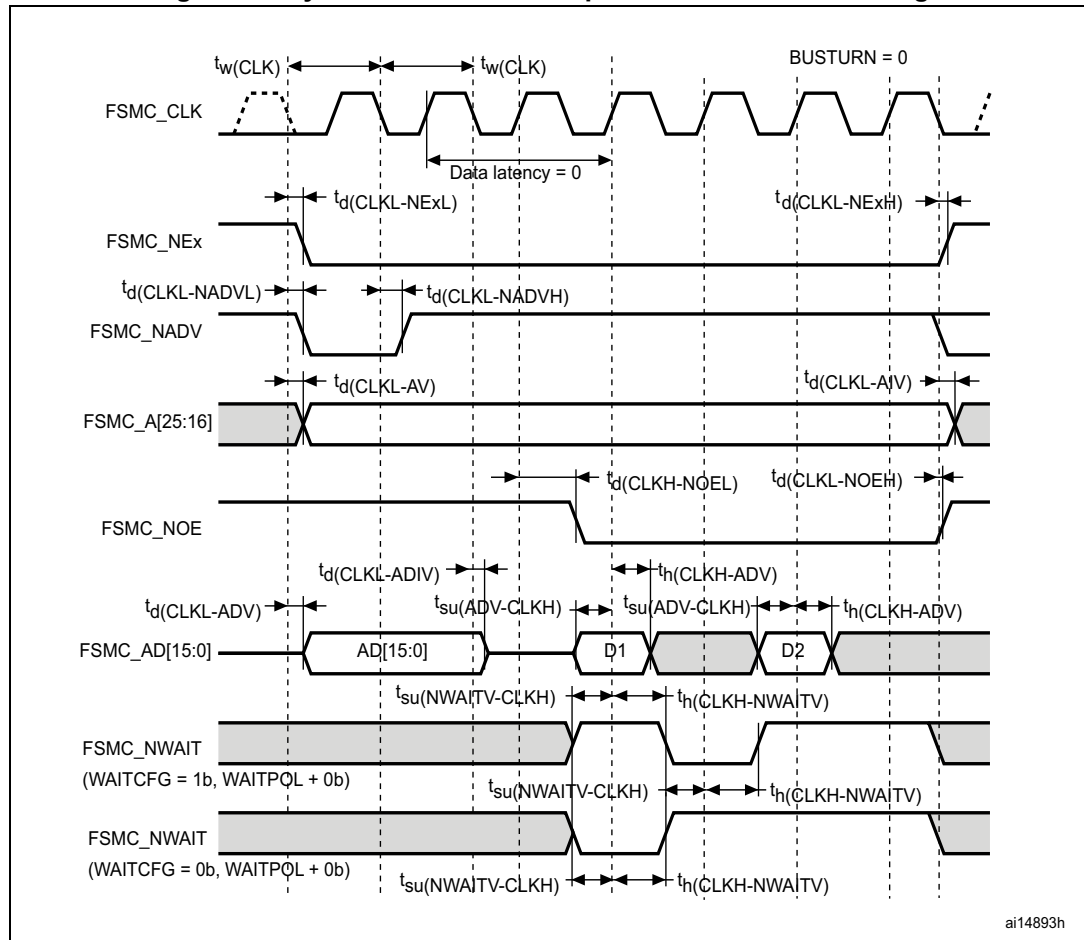 tw(CLK) tw(CLK) BUSTURN = 0
FSMC_CLK
Data latency = 0
td(CLKL-NExL) td(CLKL-NExH)
FSMC_NEx
td(CLKL-NADVL) td(CLKL-NADVH)
FSMC_NADV
td(CLKL-AV) td(CLKL-AIV)
FSMC_A[25:16]
td(CLKH-NOEL) td(CLKL-NOEH)
FSMC_NOE
td(CLKL-ADIV) th(CLKH-ADV)
td(CLKL-ADV) tsu(ADV-CLKH) tsu(ADV-CLKH) th(CLKH-ADV)
FSMC_AD[15:0] AD[15:0] D1 D2
tsu(NWAITV-CLKH) th(CLKH-NWAITV)
FSMC_NWAIT
(WAITCFG = 1b, WAITPOL + 0b)
tsu(NWAITV-CLKH) th(CLKH-NWAITV)
FSMC_NWAIT
(WAITCFG = 0b, WAITPOL + 0b)
tsu(NWAITV-CLKH) th(CLKH-NWAITV)
ai14893h